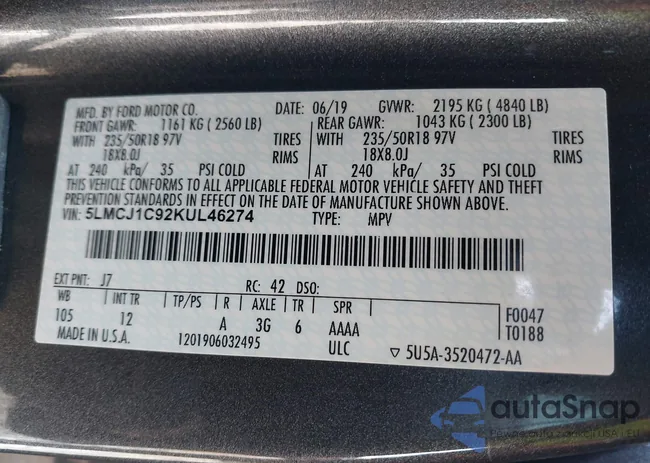 MFD. BY FORD MOTOR CO. DATE: 06/19 GVWR: 2195 KG ( 4840 LB)
FRONT GAWR: 1161 KG ( 2560 LB) REAR GAWR: 1043 KG ( 2300 LB)
WITH 235/50R18 97V TIRES WITH 235/50R18 97V TIRES
18X8.0J RIMS 18X8.0J RIMS
AT 240 kPa/ 35 PSI COLD AT 240 kPa/ 35 PSI COLD
THIS VEHICLE CONFORMS TO ALL APPLICABLE FEDERAL MOTOR VEHICLE SAFETY AND THEFT
PREVENTION STANDARDS IN EFFECT ON THE DATE OF MANUFACTURE SHOWN ABOVE.
VIN: 5LMCJ1C92KUL46274 TYPE: MPV
EXT PNT: J7 RC: 42 DSO:
WB INT TR TP/PS R AXLE TR SPR F0047
105 12 A 3G 6 AAAA T0188
MADE IN U.S.A. 1201906032495 ULC ▽ 5U5A-3520472-AA
autoSnap